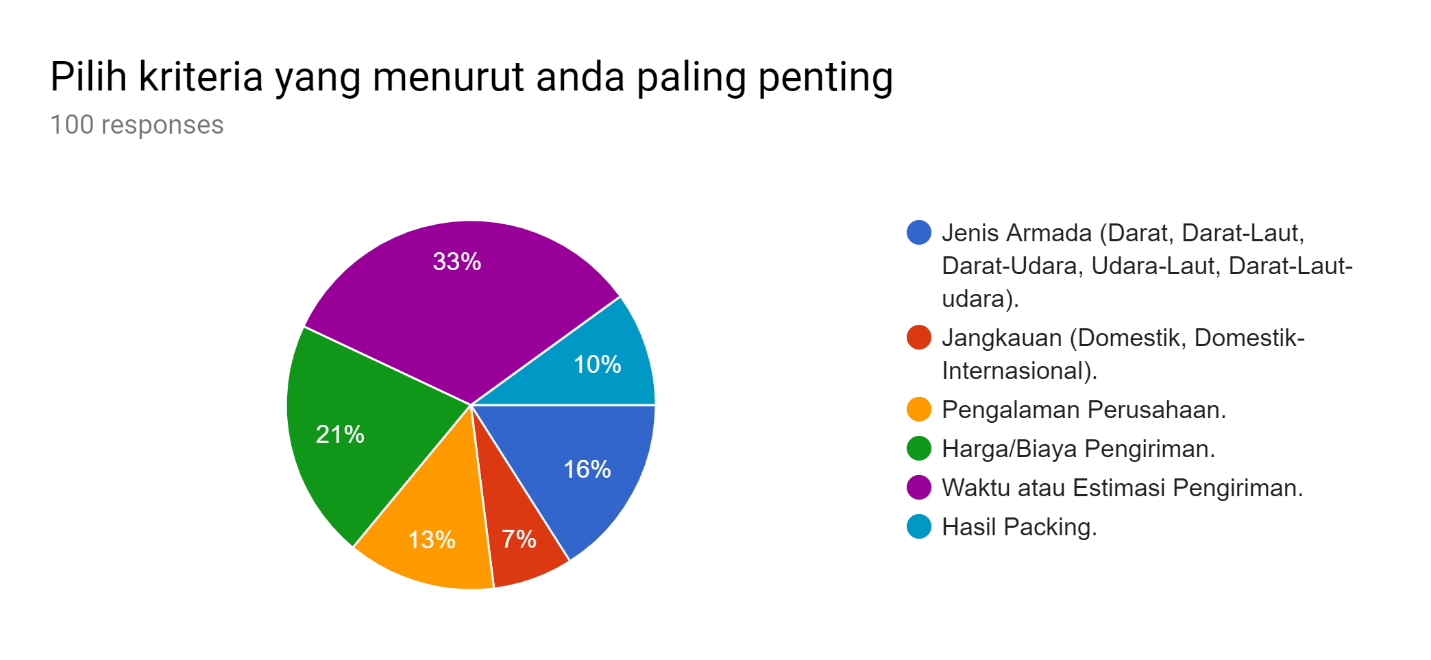 Pilih kriteria yang menurut anda paling penting
100 responses
33%
10%
21%
16%
13%
7%
Jenis Armada (Darat, Darat-Laut,
Darat-Udara, Udara-Laut, Darat-Laut-
udara).
Jangkauan (Domestik, Domestik-
Internasional).
Pengalaman Perusahaan.
Harga/Biaya Pengiriman.
Waktu atau Estimasi Pengiriman.
Hasil Packing.